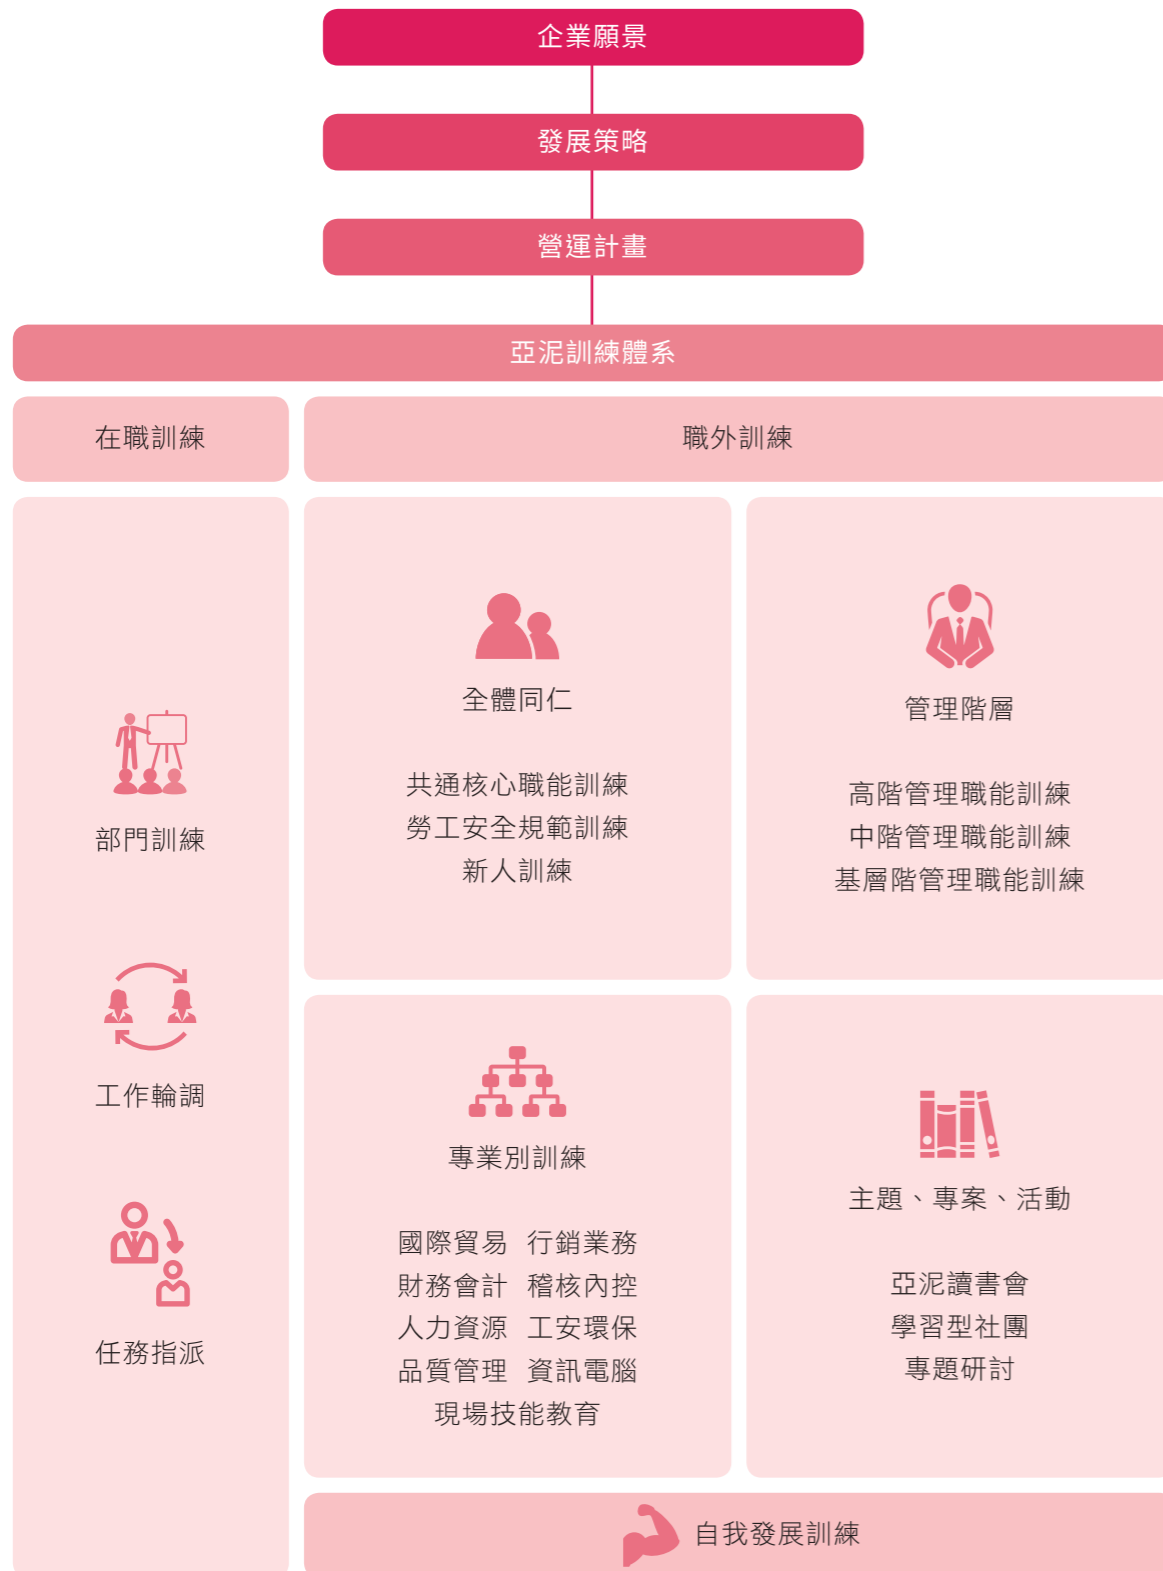 企業願景
發展策略
營運計畫
亞泥訓練體系
在職訓練
職外訓練
部門訓練
工作輪調
任務指派
全體同仁
共通核心職能訓練
勞工安全規範訓練
新人訓練
管理階層
高階管理職能訓練
中階管理職能訓練
基層階管理職能訓練
專業別訓練
國際貿易 行銷業務
財務會計 稽核內控
人力資源 工安環保
品質管理 資訊電腦
現場技能教育
主題、專案、活動
亞泥讀書會
學習型社團
專題研討
自我發展訓練